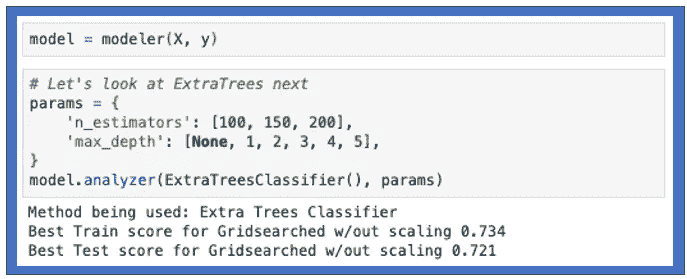 model = modeler(X, y)
# Let's look at ExtraTrees next
params = {
    'n_estimators': [100, 150, 200],
    'max_depth': [None, 1, 2, 3, 4, 5],
}
model.analyzer(ExtraTreesClassifier(), params)
Method being used: Extra Trees Classifier
Best Train score for Gridsearched w/out scaling 0.734
Best Test score for Gridsearched w/out scaling 0.721